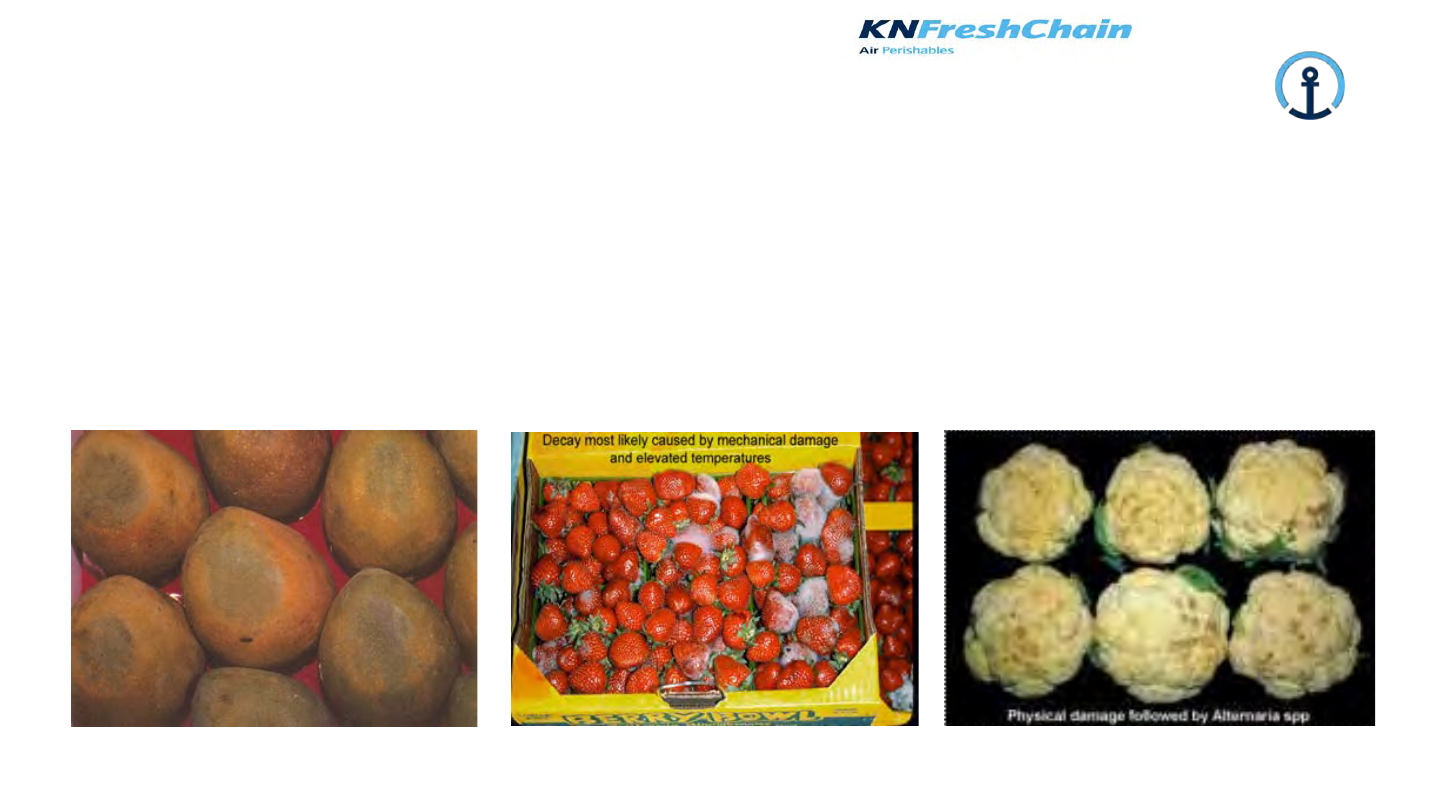 KNFreshChain
Air Perishables
Decay most likely caused by mechanical damage
and elevated temperatures
BERRY BOWL
Physical damage followed by Alternaria spp